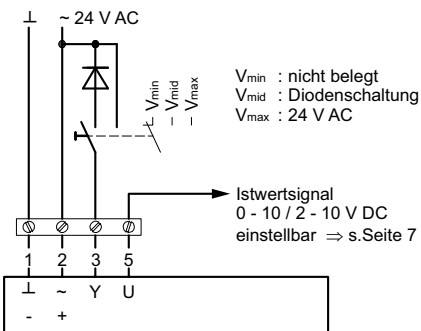 ⊥ ~ 24 V AC
– Vmin
– Vmid
– Vmax
Vmin : nicht belegt
Vmid : Diodenschaltung
Vmax : 24 V AC
Istwertsignal
0 - 10 / 2 - 10 V DC
einstellbar ⇒ s.Seite 7
1 2 3 5
⊥ ~ Y U
- +